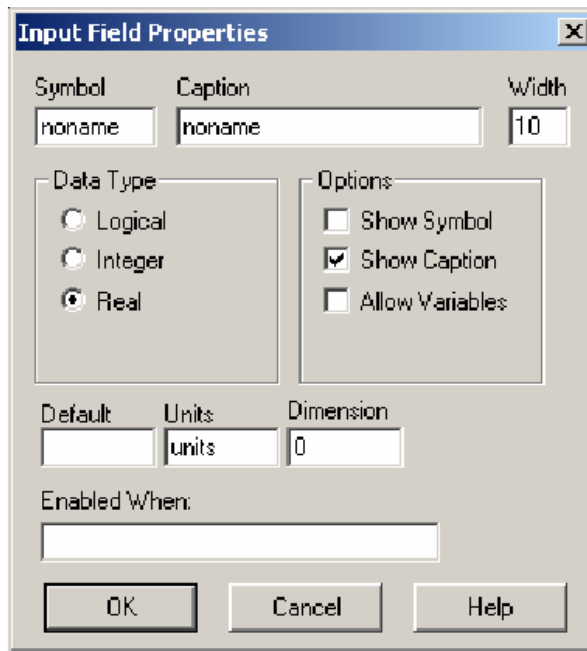 Input Field Properties
Symbol Caption Width
noname noname 10
Data Type Options
Logical Show Symbol
Integer Show Caption
Real Allow Variables
Default Units Dimension
units 0
Enabled When:
OK Cancel Help